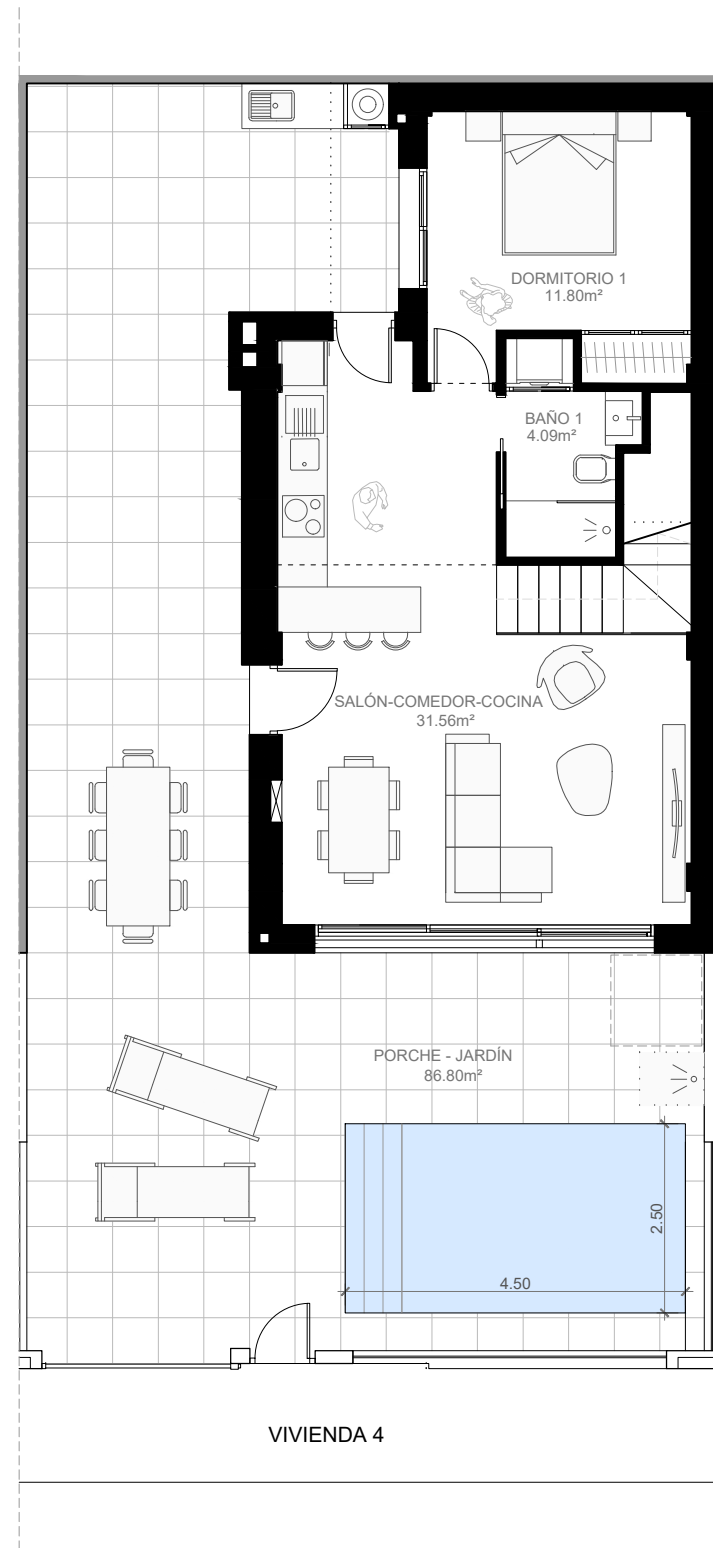 DORMITORIO 1
11.80m²
BAÑO 1
4.09m²
SALÓN-COMEDOR-COCINA
31.56m²
PORCHE - JARDÍN
86.80m²
2.50
4.50
VIVIENDA 4